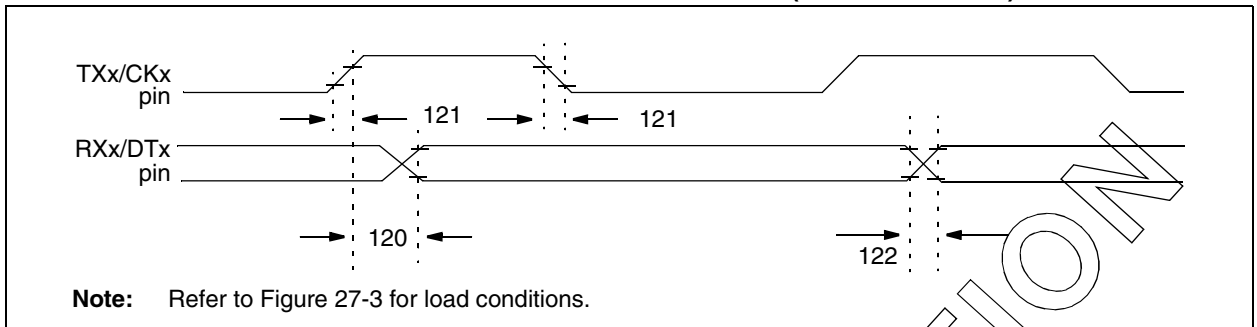 TXx/CKx
pin
121
121
RXx/DTx
pin
120
122
Note: Refer to Figure 27-3 for load conditions.